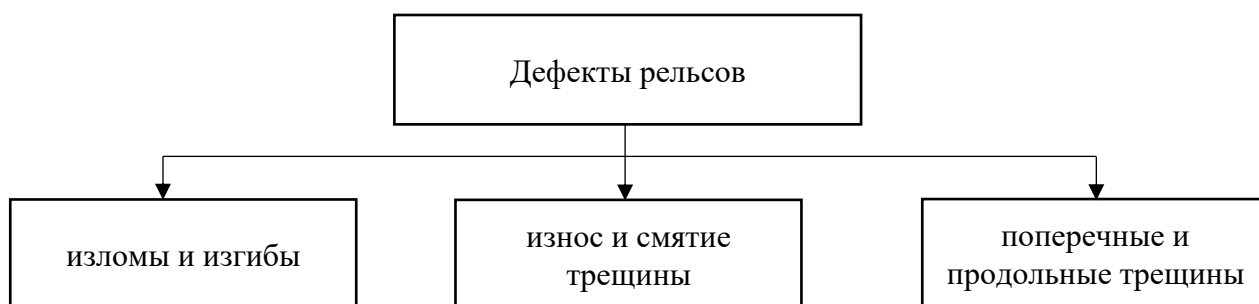 Дефекты рельсов
изломы и изгибы
износ и смятие
трещины
поперечные и
продольные трещины